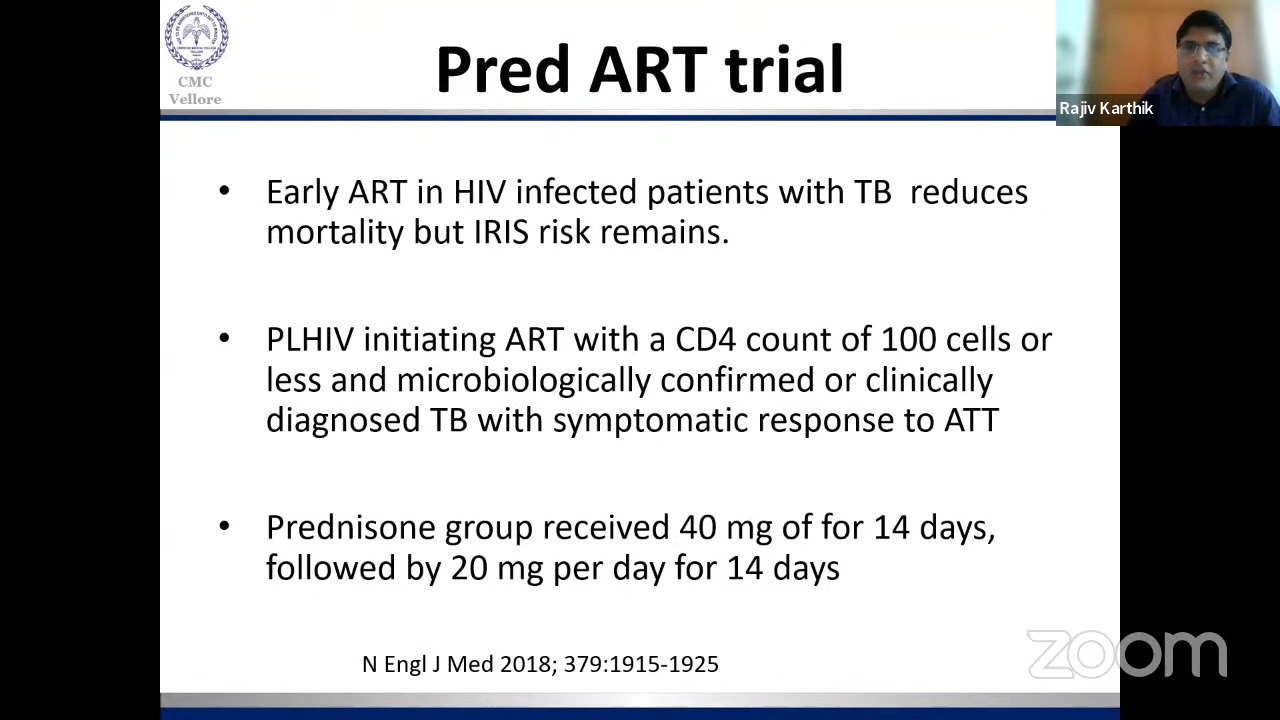 CMC
Vellore
Pred ART trial
Rajiv Karthik
• Early ART in HIV infected patients with TB reduces
mortality but IRIS risk remains.
• PLHIV initiating ART with a CD4 count of 100 cells or
less and microbiologically confirmed or clinically
diagnosed TB with symptomatic response to ATT
• Prednisone group received 40 mg of for 14 days,
followed by 20 mg per day for 14 days
N Engl J Med 2018; 379:1915-1925
zoom